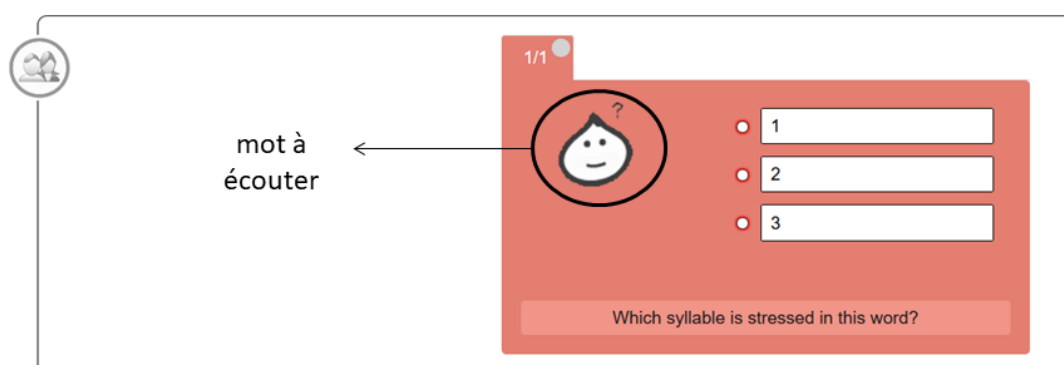 1/1
?
mot à
écouter
1
2
3
Which syllable is stressed in this word?